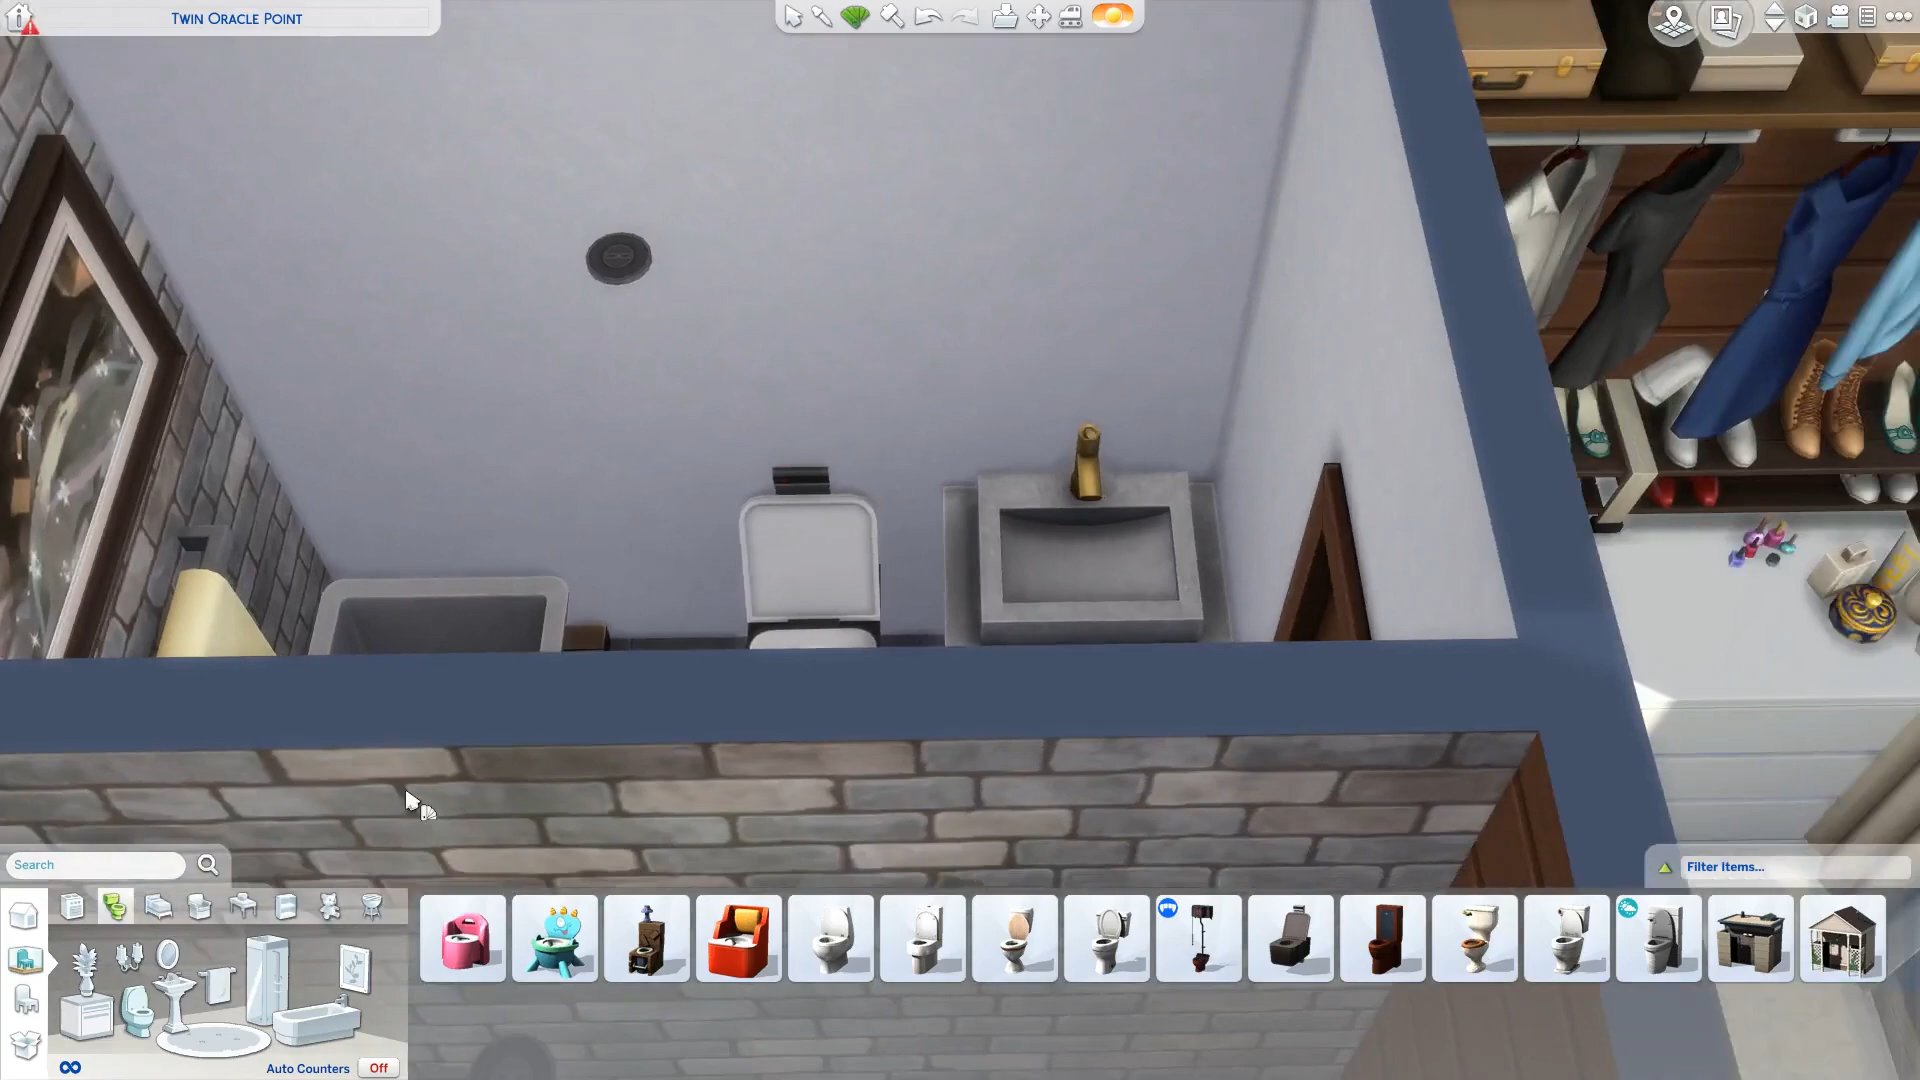 Twin Oracle Point
Search
Filter Items...
Auto Counters
Off